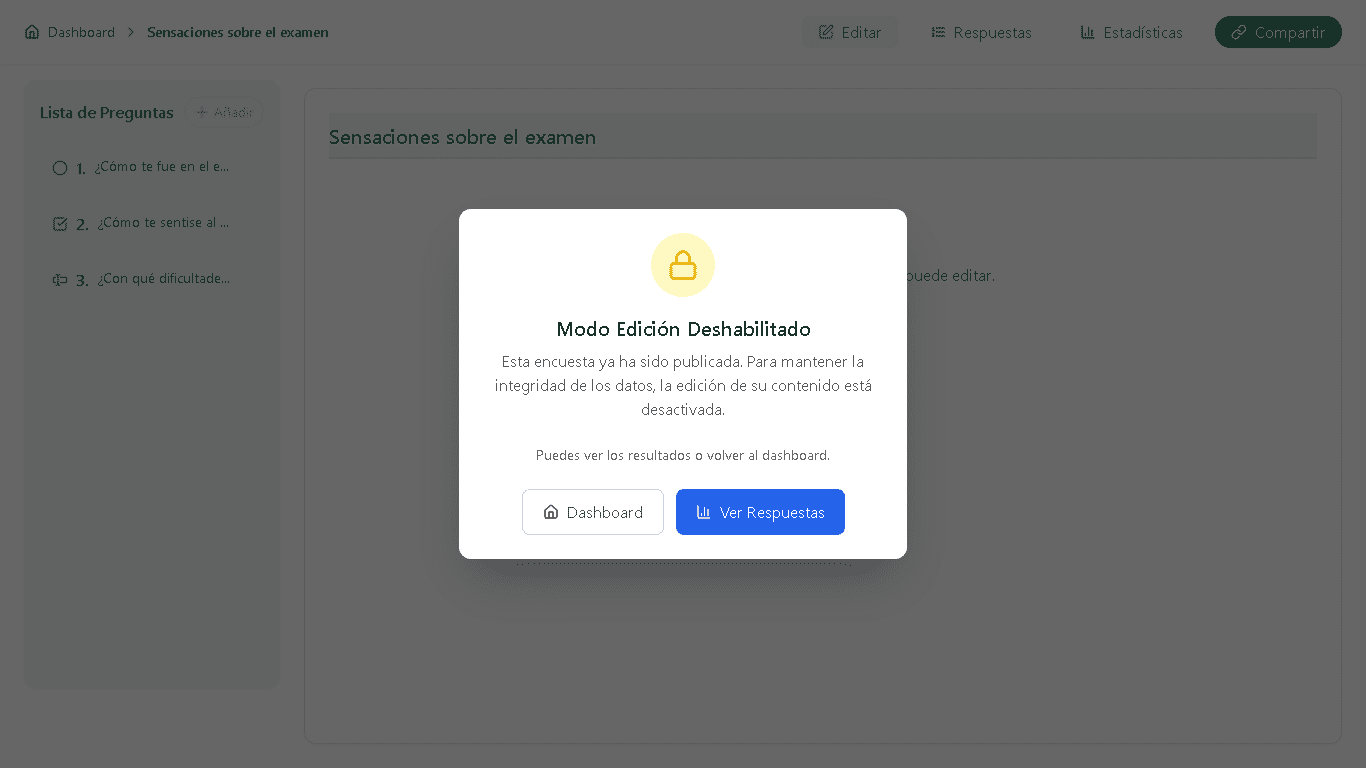 Dashboard > Sensaciones sobre el examen
Editar
Respuestas
Estadísticas
Compartir
Lista de Preguntas
+ Añadir
1. ¿Cómo te fue en el e...
2. ¿Cómo te sentise al ...
3. ¿Con qué dificultade...
Sensaciones sobre el examen
puede editar.
Modo Edición Deshabilitado
Esta encuesta ya ha sido publicada. Para mantener la
integridad de los datos, la edición de su contenido está
desactivada.
Puedes ver los resultados o volver al dashboard.
Dashboard
Ver Respuestas